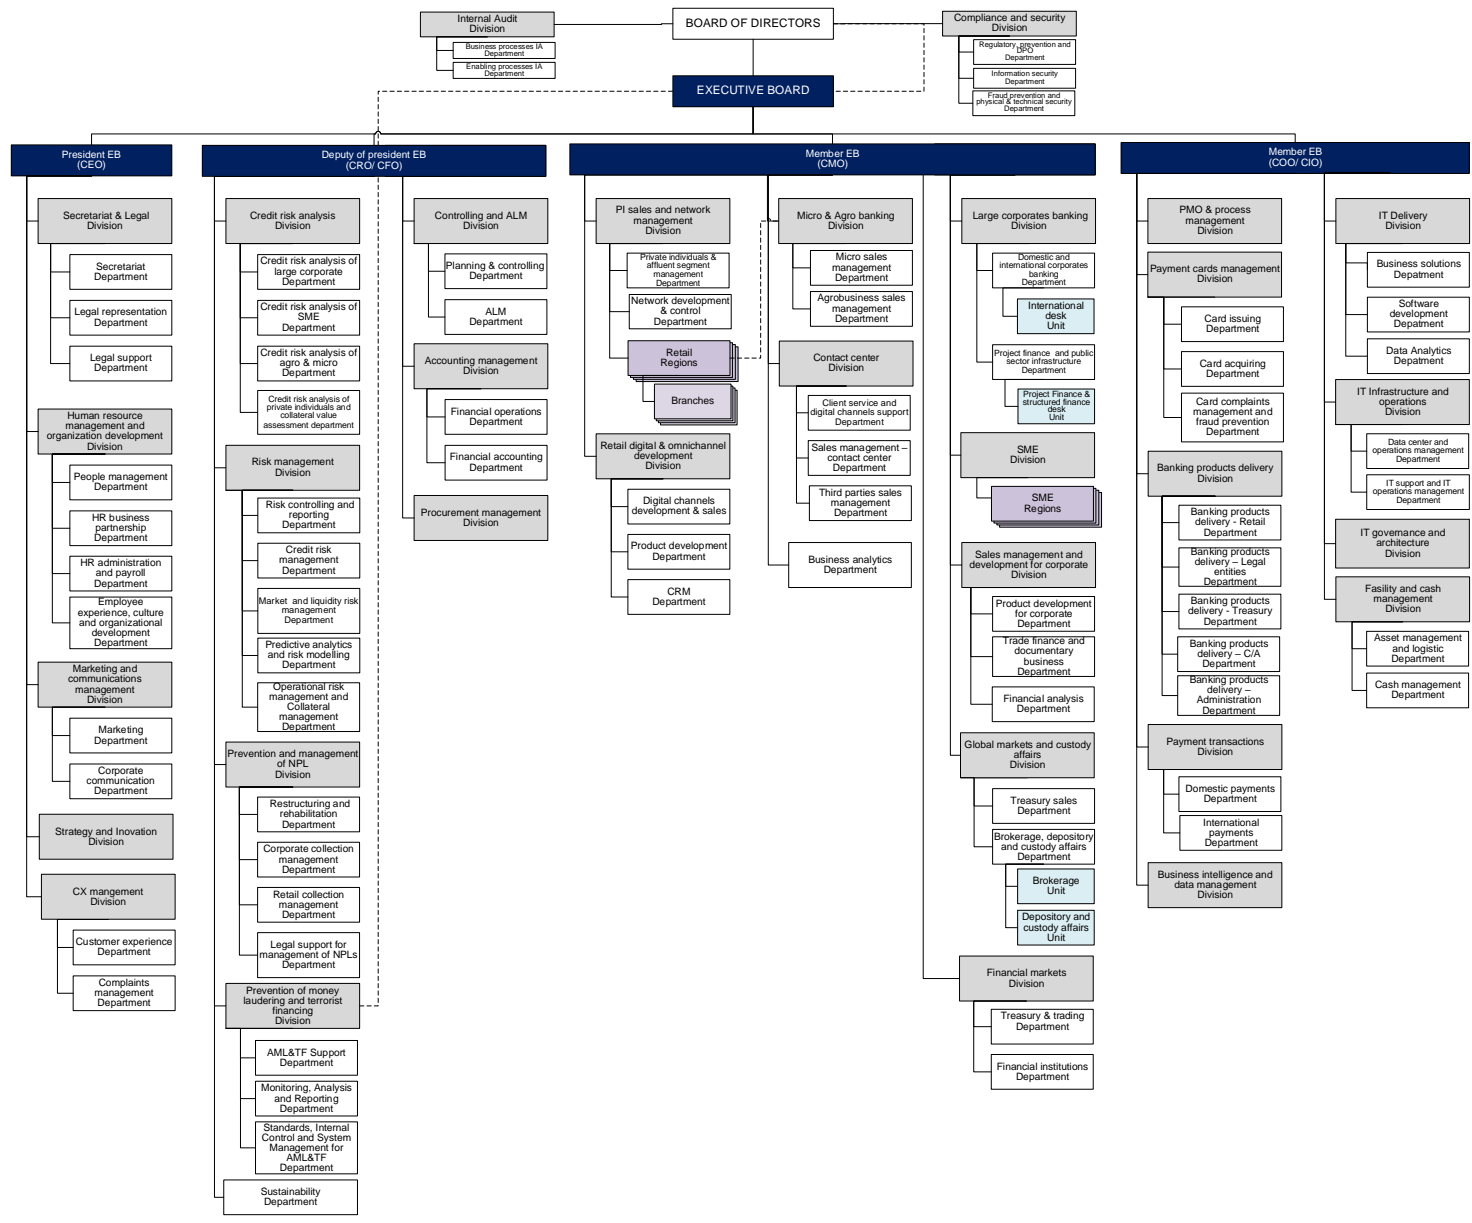 Internal Audit
Division
Business processes IA
Department
Enabling processes IA
Department
BOARD OF DIRECTORS
EXECUTIVE BOARD
Compliance and security
Division
Regulatory, prevention and
DPO
Department
Information security
Department
Fraud prevention and
physical & technical security
Department
President EB
(CEO)
Secretariat & Legal
Division
Secretariat
Department
Legal representation
Department
Legal support
Department
Human resource
management and
organization development
Division
People management
Department
HR business
partnership
Department
HR administration
and payroll
Department
Employee
experience, culture
and organizational
development
Department
Marketing and
communications
management
Division
Marketing
Department
Corporate
communication
Department
Strategy and Inovation
Division
CX mangement
Division
Customer experience
Department
Complaints
management
Department
Deputy of president EB
(CRO/ CFO)
Credit risk analysis
Division
Credit risk analysis of
large corporate
Department
Credit risk analysis of
SME
Department
Credit risk analysis of
agro & micro
Department
Credit risk analysis of
private individuals and
collateral value
assessment department
Risk management
Division
Risk controlling and
reporting
Department
Credit risk
management
Department
Market  and liquidity risk
management
Department
Predictive analytics
and risk modelling
Department
Operational risk
management and
Collateral
management
Department
Prevention and management
of NPL
Division
Restructuring and
rehabilitation
Department
Corporate collection
management
Department
Retail collection
management
Department
Legal support for
management of NPLs
Department
Prevention of money
laudering and terrorist
financing
Division
AML&TF Support
Department
Monitoring, Analysis
and Reporting
Department
Standards, Internal
Control and System
Management for
AML&TF
Department
Sustainability
Department
Controlling and ALM
Division
Planning & controlling
Department
ALM
Department
Accounting management
Division
Financial operations
Department
Financial accounting
Department
Procurement management
Division
Member EB
(CMO)
PI sales and network
management
Division
Private individuals &
affluent segment
management
Department
Network development
& control
Department
Retail
Regions
Branches
Retail digital & omnichannel
development
Division
Digital channels
development & sales
Product development
Department
CRM
Department
Micro & Agro banking
Division
Micro sales
management
Department
Agrobusiness sales
management
Department
Contact center
Division
Client service and
digital channels support
Department
Sales management –
contact center
Department
Third parties sales
management
Department
Business analytics
Department
Large corporates banking
Division
Domestic and
international corporates
banking
Department
International
desk
Unit
Project finance  and public
sector infrastructure
Department
Project Finance &
structured finance
desk
Unit
SME
Division
SME
Regions
Sales management and
development for corporate
Division
Product development
for corporate
Department
Trade finance and
documentary
business
Department
Financial analysis
Department
Global markets and custody
affairs
Division
Treasury sales
Department
Brokerage, depository
and custody affairs
Department
Brokerage
Unit
Depository and
custody affairs
Unit
Financial markets
Division
Treasury & trading
Department
Financial institutions
Department
Member EB
(COO/ CIO)
PMO & process
management
Division
Payment cards management
Division
Card issuing
Department
Card acquiring
Department
Card complaints
management and
fraud prevention
Department
Banking products delivery
Division
Banking products
delivery - Retail
Department
Banking products
delivery – Legal
entities
Department
Banking products
delivery - Treasury
Department
Banking products
delivery – C/A
Department
Banking products
delivery –
Administration
Department
Payment transactions
Division
Domestic payments
Department
International
payments
Department
Business intelligence and
data management
Division
IT Delivery
Division
Business solutions
Depatment
Software
development
Depatment
Data Analytics
Depatment
IT Infrastructure and
operations
Division
Data center and
operations management
Department
IT support and IT
operations management
Department
IT governance and
architecture
Division
Fasility and cash
management
Division
Asset management
and logistic
Department
Cash management
Department